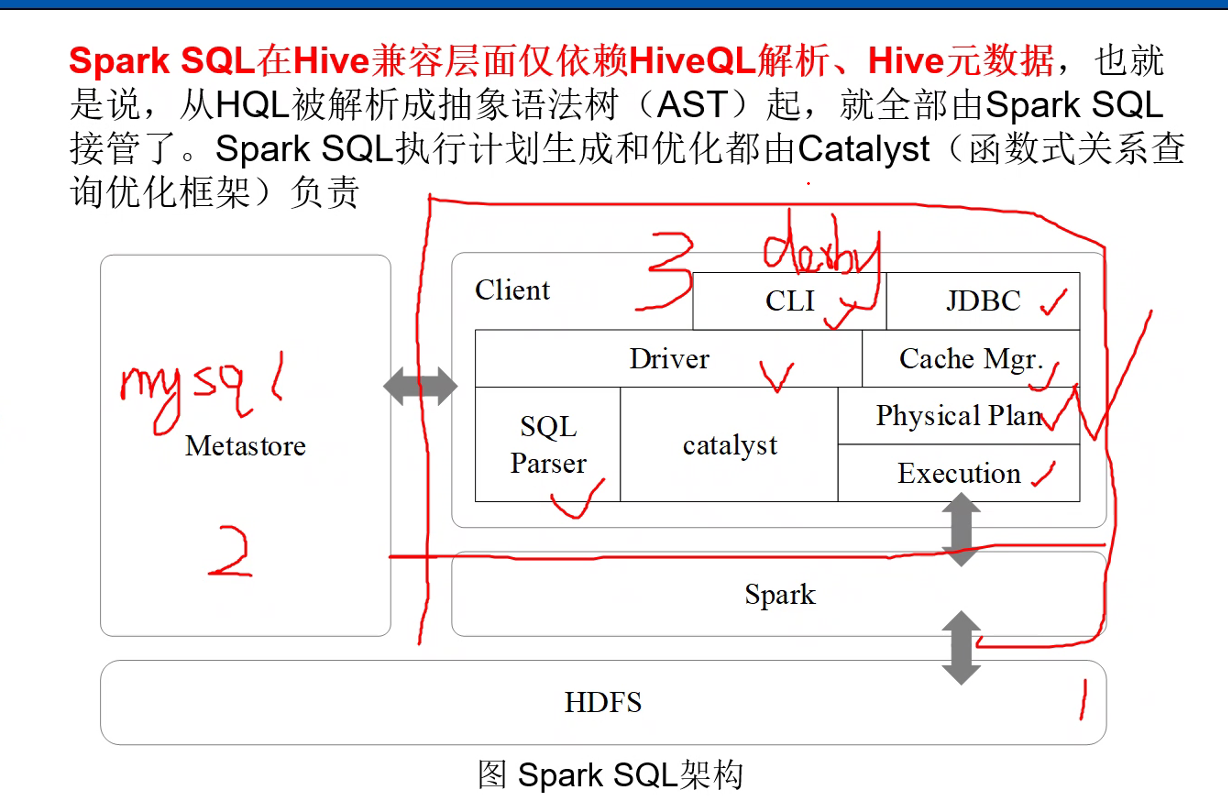 Spark SQL在Hive兼容层面仅依赖HiveQL解析、Hive元数据，也就
是说，从HQL被解析成抽象语法树（AST）起，就全部由Spark SQL
接管了。Spark SQL执行计划生成和优化都由Catalyst（函数式关系查
询优化框架）负责
3
derby
Client
CLI
JDBC
Driver
Cache Mgr.
mysql
Metastore
2
SQL
Parser
catalyst
Physical Plan
Execution
Spark
HDFS
1
图 Spark SQL架构